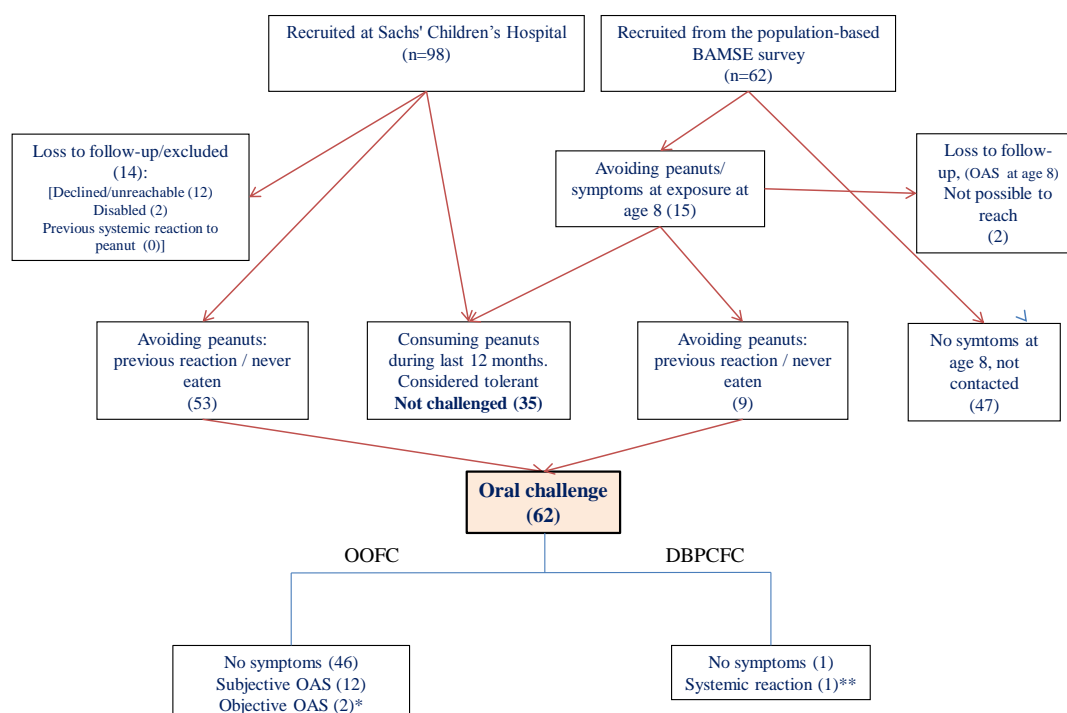 Recruited at Sachs' Children's Hospital
(n=98)
Recruited from the population-based
BAMSE survey
(n=62)
Loss to follow-up/excluded
(14):
[Declined/unreachable (12)
Disabled (2)
Previous systemic reaction to
peanut (0)]
Avoiding peanuts/
symptoms at exposure at
age 8 (15)
Loss to follow-
up, (OAS at age 8)
Not possible to
reach
(2)
Avoiding peanuts:
previous reaction / never
eaten
(53)
Consuming peanuts
during last 12 months.
Considered tolerant
Not challenged (35)
Avoiding peanuts:
previous reaction / never
eaten
(9)
No symtoms at
age 8, not
contacted
(47)
Oral challenge
(62)
OOFC
DBPCFC
No symptoms (46)
Subjective OAS (12)
Objective OAS (2)*
No symptoms (1)
Systemic reaction (1)**